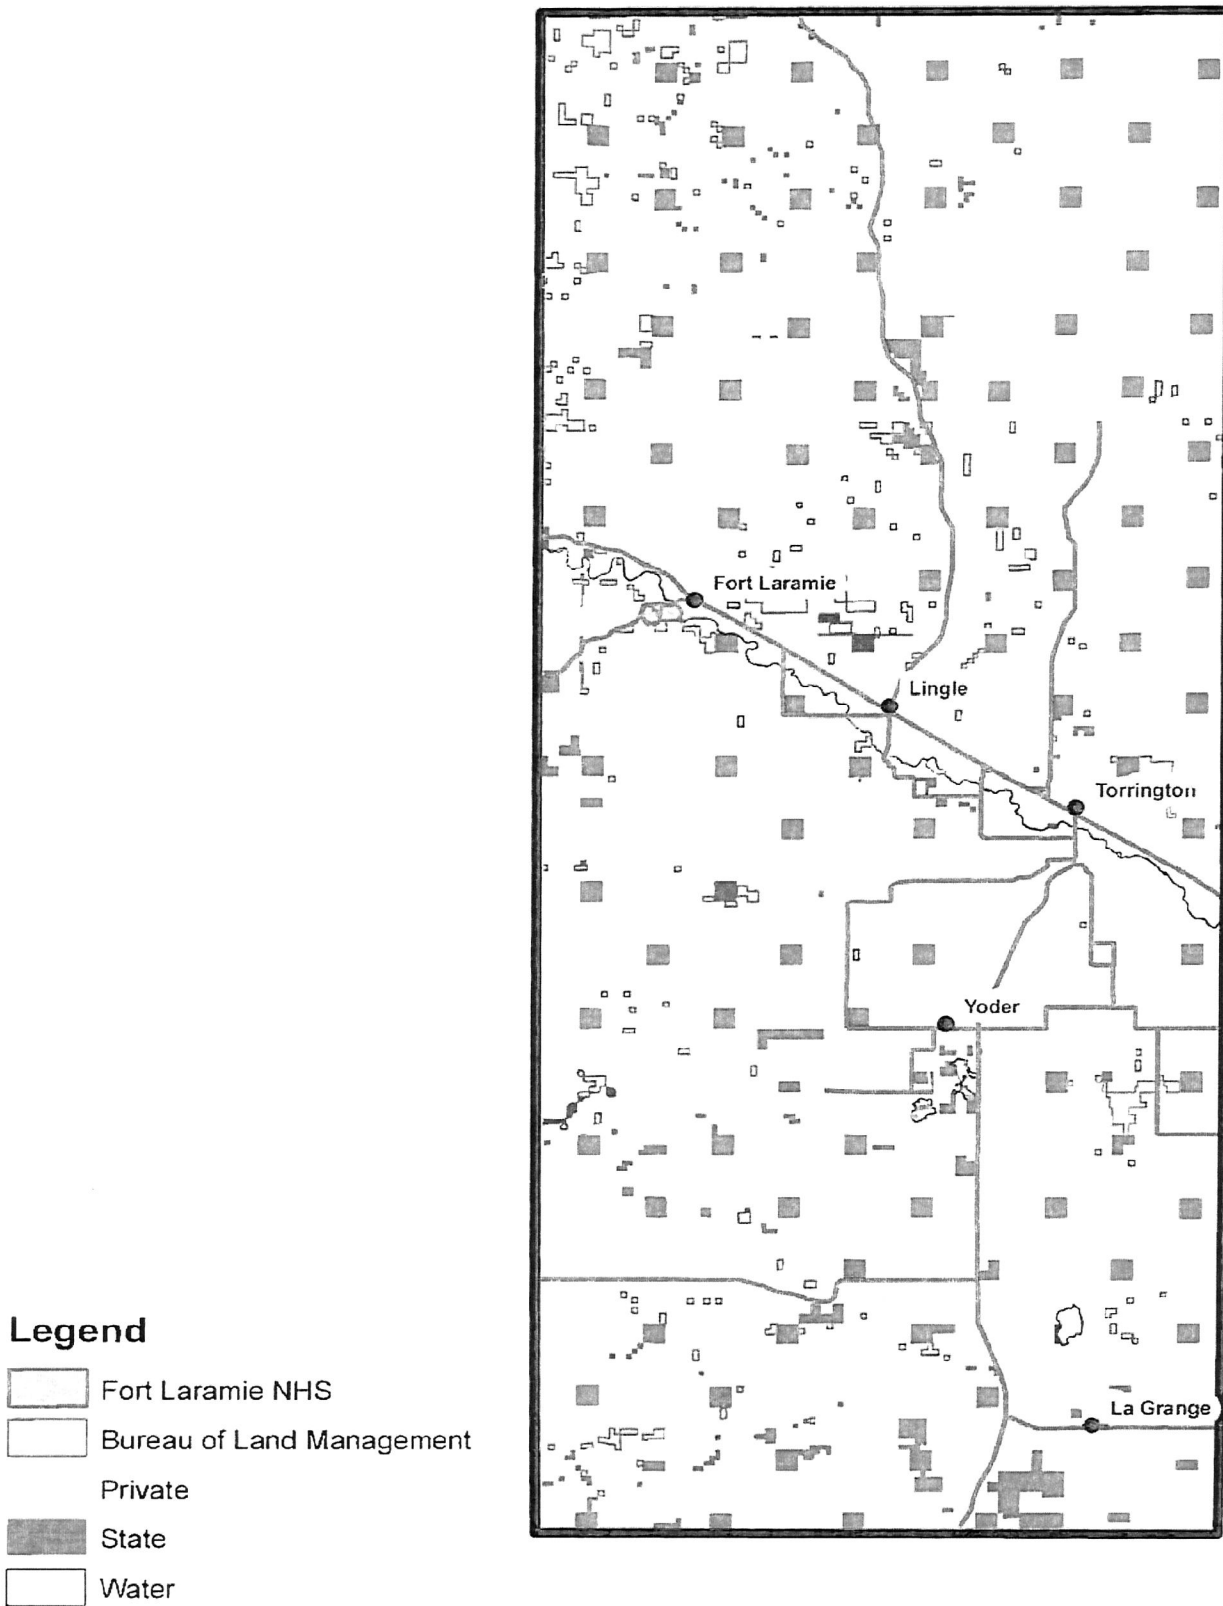 Fort Laramie
Lingle
Torrington
Yoder
La Grange
Legend
Fort Laramie NHS
Bureau of Land Management
Private
State
Water